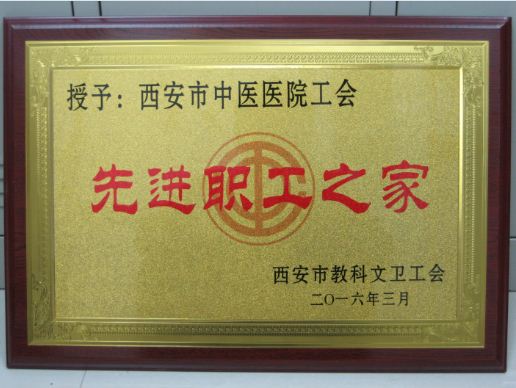 授予：西安市中医医院工会
先进职工之家
西安市教科文卫工会
二〇一六年三月